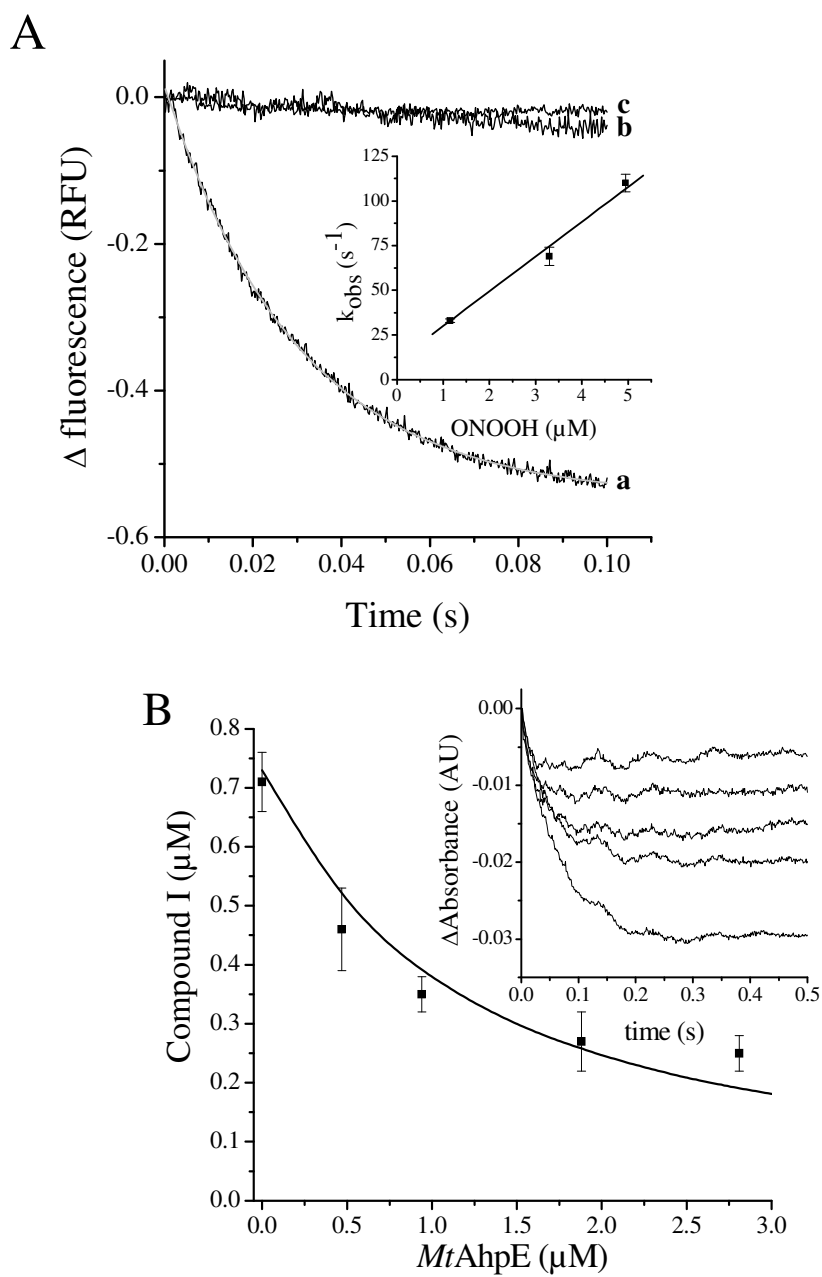 A
0.0
-0.2
-0.4
-0.6
Δ fluorescence (RFU)
0.00 0.02 0.04 0.06 0.08 0.10
Time (s)
c
b
a
125
100
75
50
25
0
k_obs (s⁻¹)
0 1 2 3 4 5
ONOOH (µM)
B
0.8
0.7
0.6
0.5
0.4
0.3
0.2
0.1
0.0
Compound I (µM)
0.0 0.5 1.0 1.5 2.0 2.5 3.0
MtAhpE (µM)
0.00
-0.01
-0.02
-0.03
ΔAbsorbance (AU)
0.0 0.1 0.2 0.3 0.4 0.5
time (s)